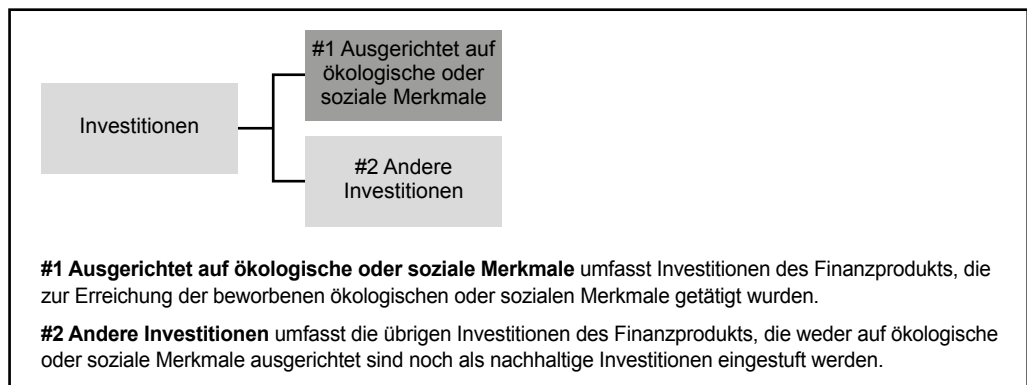 #1 Ausgerichtet auf
ökologische oder
soziale Merkmale
Investitionen
#2 Andere
Investitionen
#1 Ausgerichtet auf ökologische oder soziale Merkmale umfasst Investitionen des Finanzprodukts, die
zur Erreichung der beworbenen ökologischen oder sozialen Merkmale getätigt wurden.
#2 Andere Investitionen umfasst die übrigen Investitionen des Finanzprodukts, die weder auf ökologische
oder soziale Merkmale ausgerichtet sind noch als nachhaltige Investitionen eingestuft werden.